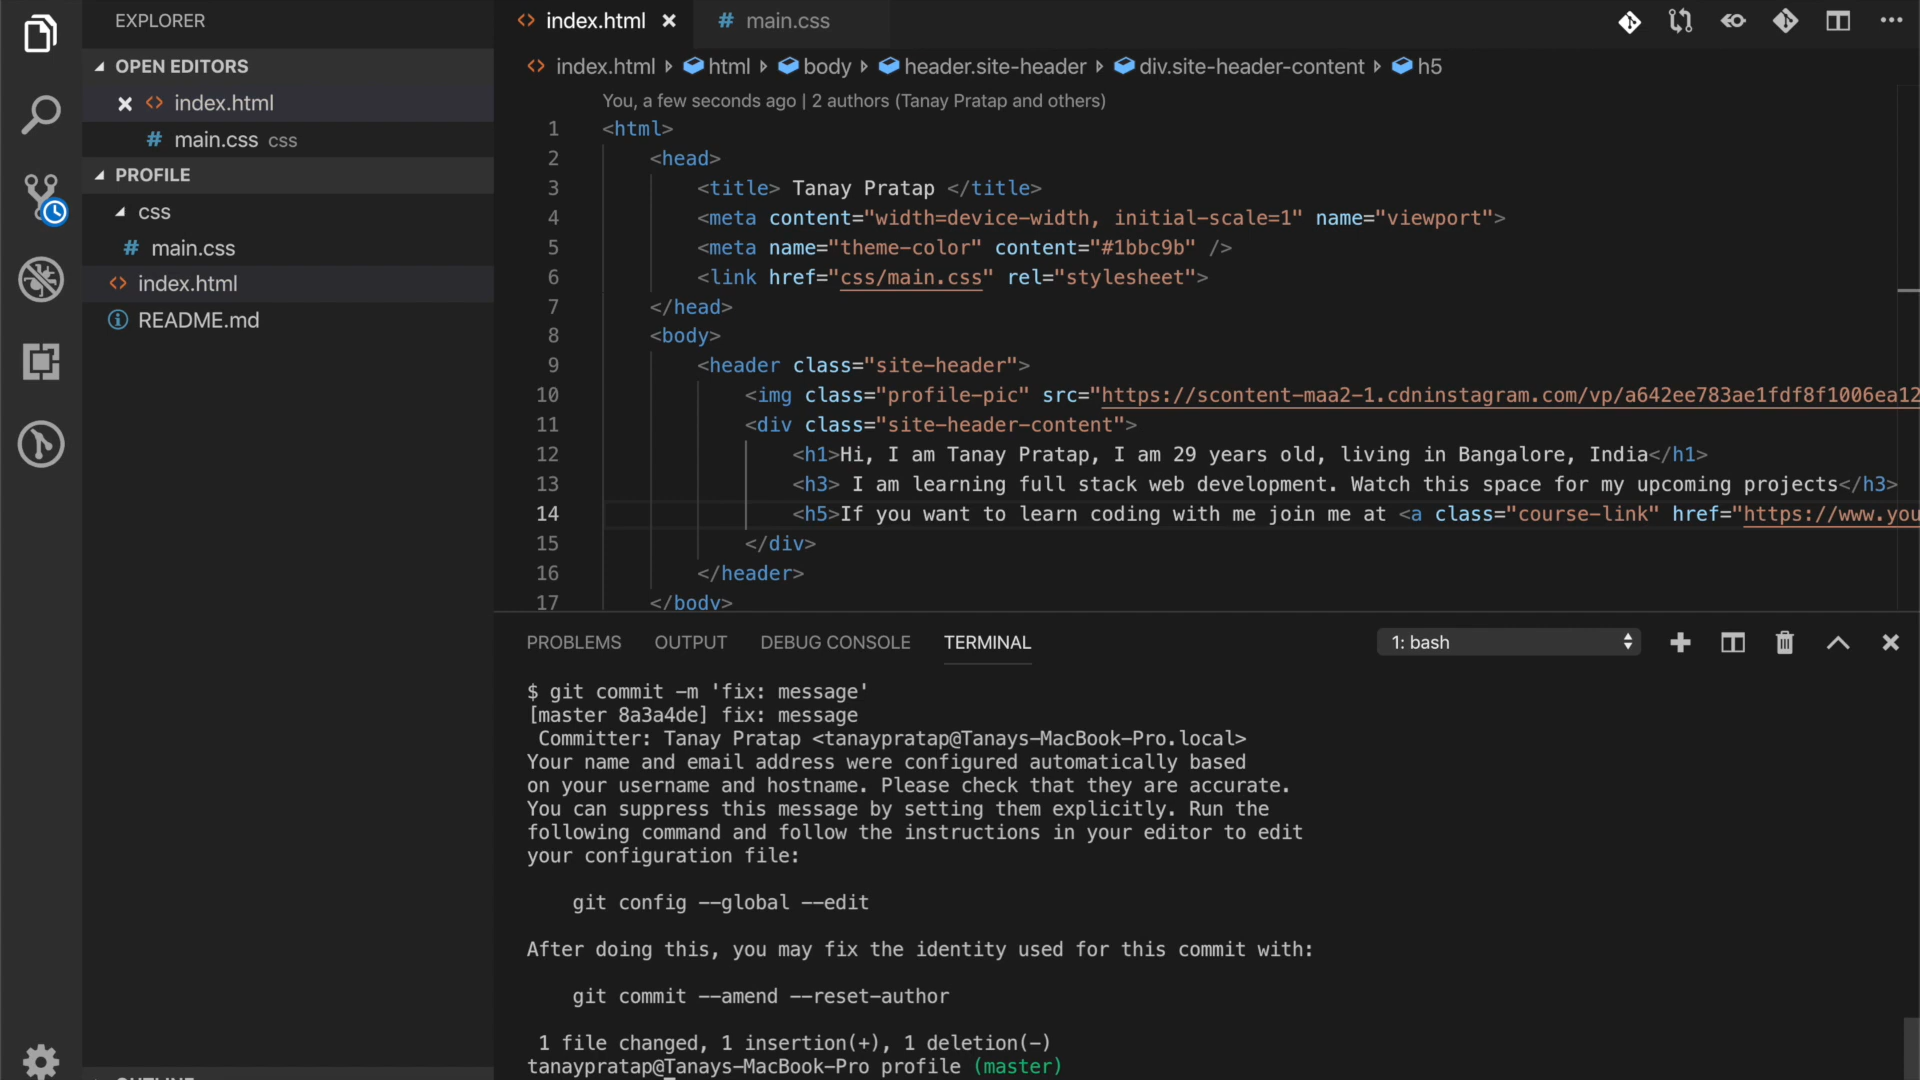 EXPLORER
OPEN EDITORS
index.html
# main.css css
PROFILE
css
# main.css
index.html
README.md
index.html
# main.css
index.html html body header.site-header div.site-header-content h5
You, a few seconds ago | 2 authors (Tanay Pratap and others)
1 <html>
2 <head>
3 <title> Tanay Pratap </title>
4 <meta content="width=device-width, initial-scale=1" name="viewport">
5 <meta name="theme-color" content="#1bbc9b" />
6 <link href="css/main.css" rel="stylesheet">
7 </head>
8 <body>
9 <header class="site-header">
10 <img class="profile-pic" src="https://scontent-maa2-1.cdninstagram.com/vp/a642ee783ae1fdf8f1006ea12
11 <div class="site-header-content">
12 <h1>Hi, I am Tanay Pratap, I am 29 years old, living in Bangalore, India</h1>
13 <h3> I am learning full stack web development. Watch this space for my upcoming projects</h3>
14 <h5>If you want to learn coding with me join me at <a class="course-link" href="https://www.you
15 </div>
16 </header>
17 </body>
PROBLEMS OUTPUT DEBUG CONSOLE TERMINAL 1: bash
$ git commit -m 'fix: message'
[master 8a3a4de] fix: message
Committer: Tanay Pratap <tanaypratap@Tanays-MacBook-Pro.local>
Your name and email address were configured automatically based
on your username and hostname. Please check that they are accurate.
You can suppress this message by setting them explicitly. Run the
following command and follow the instructions in your editor to edit
your configuration file:
git config --global --edit
After doing this, you may fix the identity used for this commit with:
git commit --amend --reset-author
1 file changed, 1 insertion(+), 1 deletion(-)
tanaypratap@Tanays-MacBook-Pro profile (master)